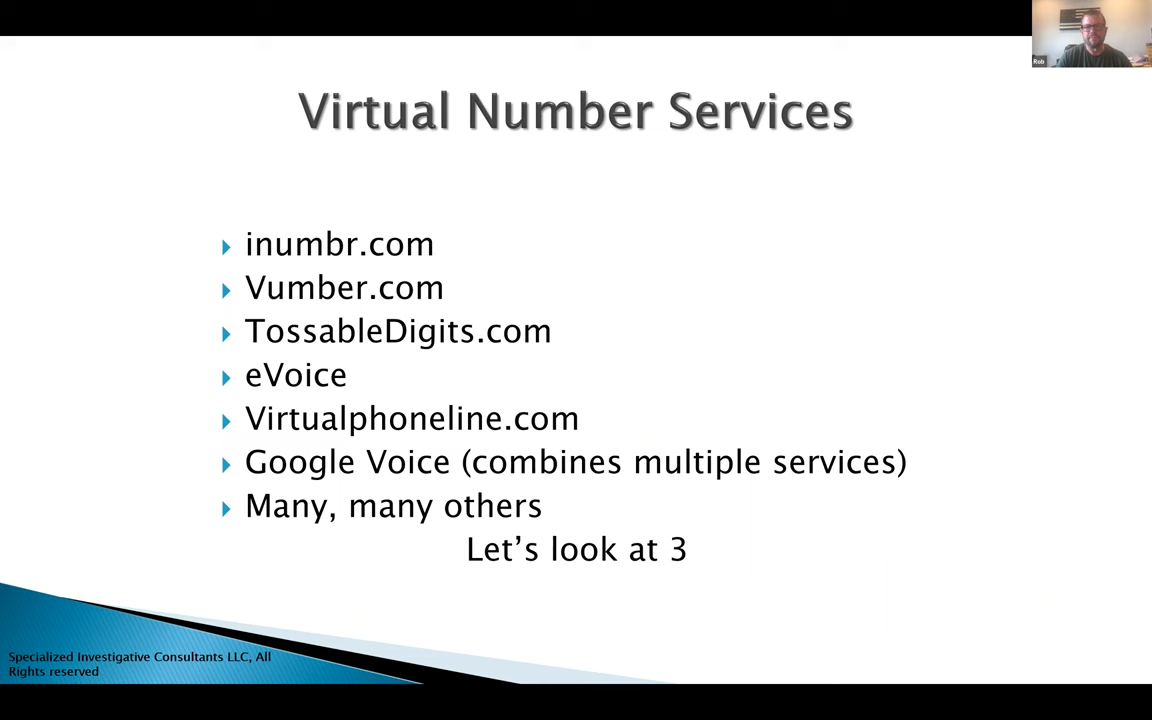 Rob
Virtual Number Services
inumbr.com
Vumber.com
TossableDigits.com
eVoice
Virtualphoneline.com
Google Voice (combines multiple services)
Many, many others
Let’s look at 3
Specialized Investigative Consultants LLC, All
Rights reserved